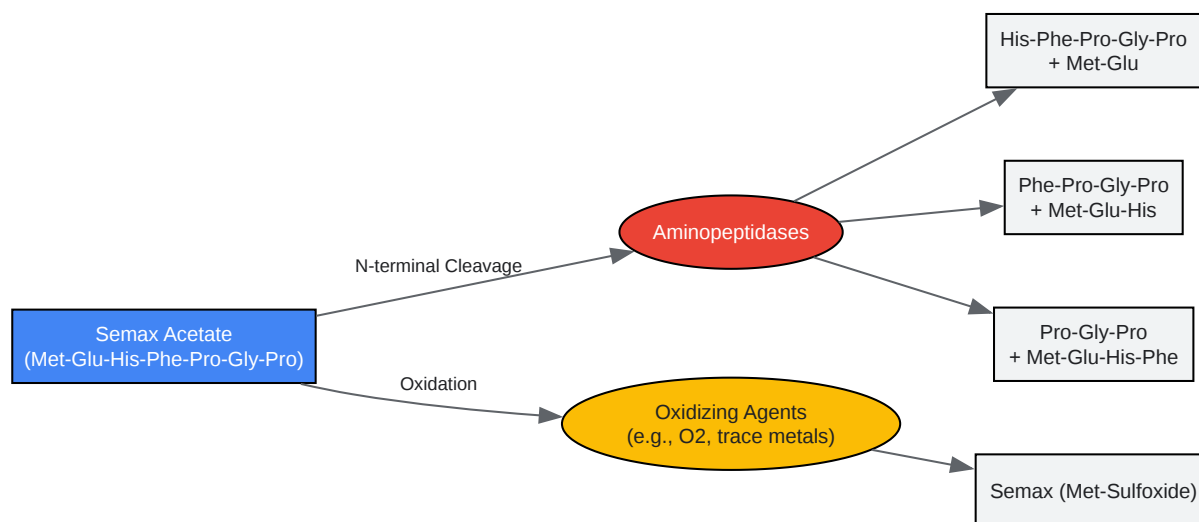 Semax Acetate
(Met-Glu-His-Phe-Pro-Gly-Pro)
N-terminal Cleavage
Oxidation
Aminopeptidases
Oxidizing Agents
(e.g., O2, trace metals)
His-Phe-Pro-Gly-Pro
+ Met-Glu
Phe-Pro-Gly-Pro
+ Met-Glu-His
Pro-Gly-Pro
+ Met-Glu-His-Phe
Semax (Met-Sulfoxide)